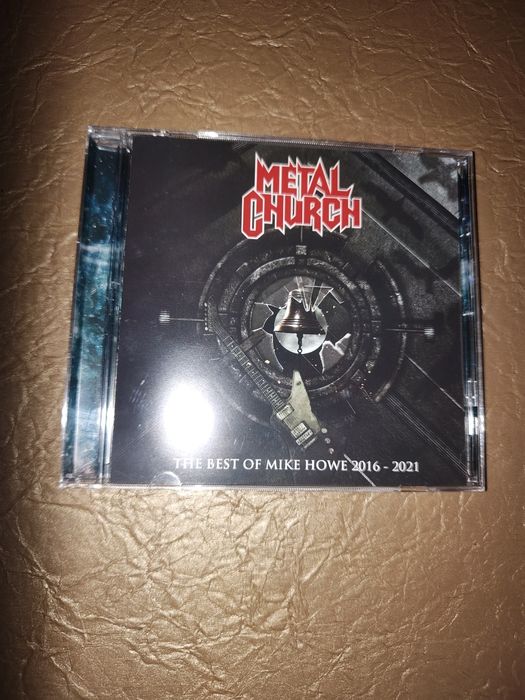 METAL
CHURCH
THE BEST OF MIKE HOWE 2016 - 2021